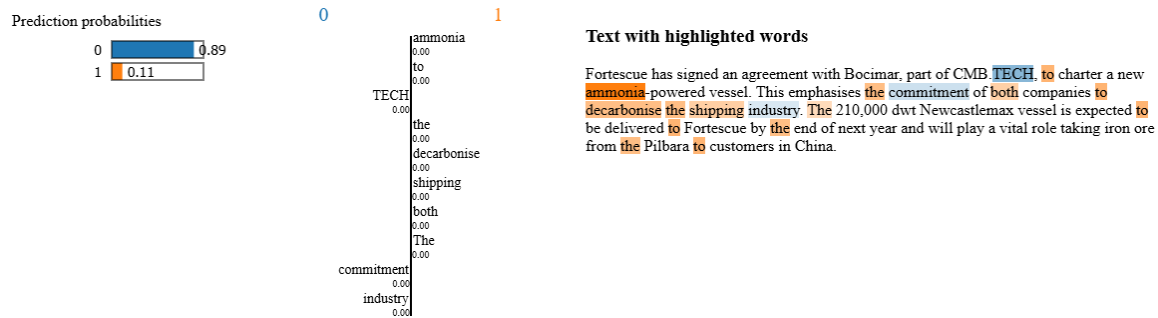 Prediction probabilities
0 0.89
1 0.11
0 1
ammonia
0.00
to
0.00
TECH
0.00
the
0.00
decarbonise
0.00
shipping
0.00
both
0.00
The
0.00
commitment
0.00
industry
0.00
Text with highlighted words
Fortescue has signed an agreement with Bocimar, part of CMB.TECH, to charter a new
ammonia-powered vessel. This emphasises the commitment of both companies to
decarbonise the shipping industry. The 210,000 dwt Newcastlemax vessel is expected to
be delivered to Fortescue by the end of next year and will play a vital role taking iron ore
from the Pilbara to customers in China.